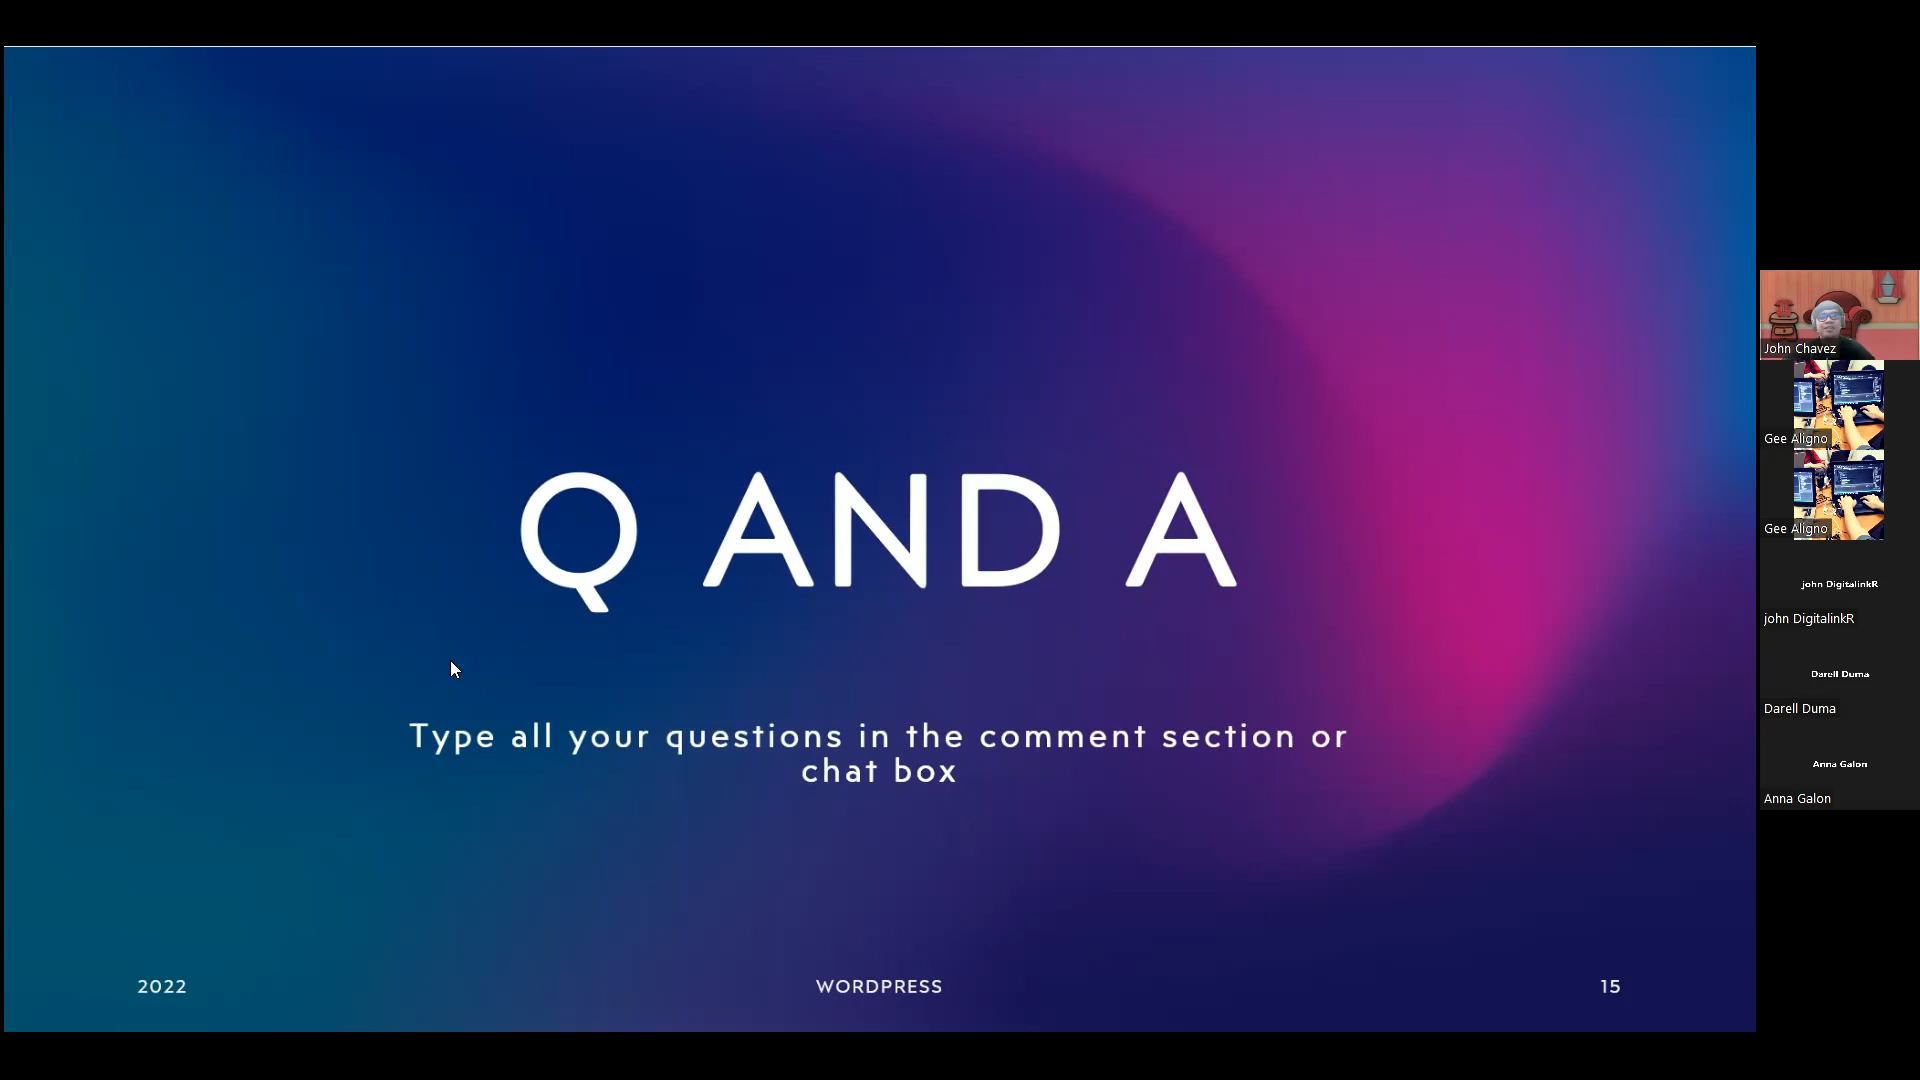 Q AND A
Type all your questions in the comment section or
chat box
2022
WORDPRESS
15
John Chavez
Gee Aligno
Gee Aligno
john DigitalinkR
john DigitalinkR
Darell Duma
Darell Duma
Anna Galon
Anna Galon